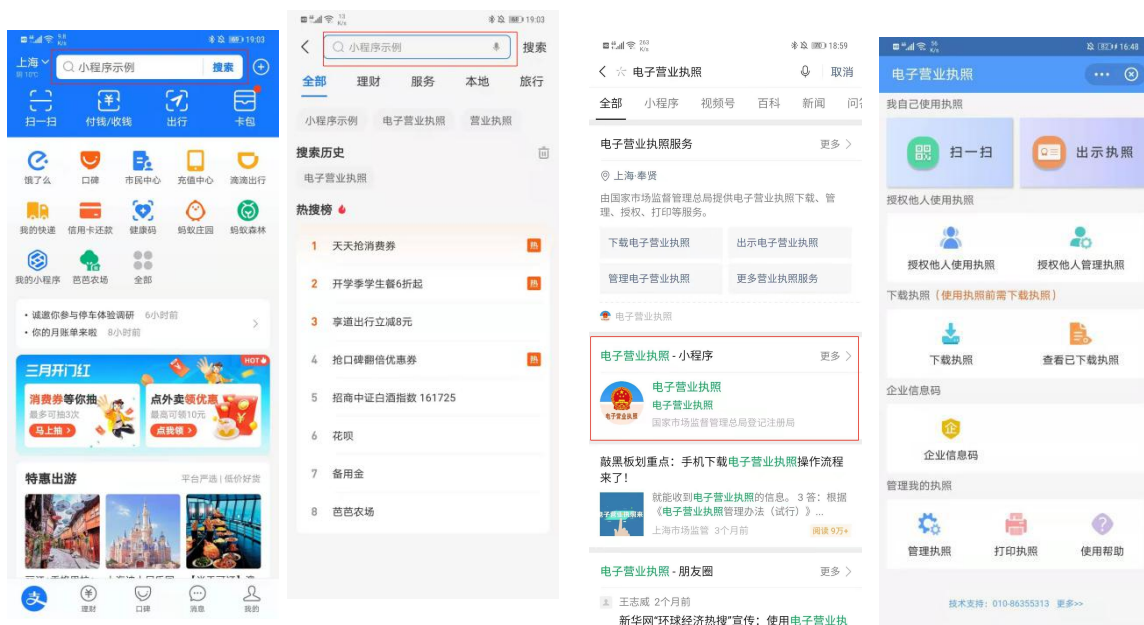 19:03
上海
10℃
小程序示例
搜索
扫一扫
付钱/收钱
出行
卡包
饿了么
口碑
市民中心
充值中心
滴滴出行
我的快递
信用卡还款
健康码
蚂蚁庄园
蚂蚁森林
我的小程序
芭芭农场
全部
诚邀你参与停车体验调研 6小时前
你的月账单来啦 8小时前
三月开门红
HOT
消费券等你抽
最多可抽3次
马上抽
点外卖领优惠
最高可领10元
点我领
特惠出游
平台严选 | 低价好货
支
理财
口碑
消息
我的
13
K/s
19:03
小程序示例
搜索
全部
理财
服务
本地
旅行
小程序示例
电子营业执照
营业执照
搜索历史
电子营业执照
热搜榜
1 天天抢消费券 热
2 开学季学生餐6折起 热
3 享道出行立减8元
4 抢口碑翻倍优惠券 热
5 招商中证白酒指数 161725
6 花呗
7 备用金
8 芭芭农场
263
K/s
18:59
电子营业执照
取消
全部
小程序
视频号
百科
新闻
电子营业执照服务
更多
上海·奉贤
由国家市场监督管理总局提供电子营业执照下载、管
理、授权、打印等服务。
下载电子营业执照
出示电子营业执照
管理电子营业执照
更多营业执照服务
电子营业执照
电子营业执照 - 小程序
更多
电子营业执照
电子营业执照
电子营业执照
国家市场监督管理总局登记注册局
敲黑板划重点：手机下载电子营业执照操作流程
来了！
就能收到电子营业执照的信息。 3 答：根据
《电子营业执照管理办法（试行）》...
上海市场监管 3个月前
阅读 9万+
电子营业执照 - 朋友圈
更多
王志威 2个月前
新华网“环球经济热搜”宣传：使用电子营业执
16:48
电子营业执照
我自己使用执照
扫一扫
出示执照
授权他人使用执照
授权他人使用执照
授权他人管理执照
下载执照（使用执照前需下载执照）
下载执照
查看已下载执照
企业信息码
企
企业信息码
管理我的执照
管理执照
打印执照
使用帮助
技术支持：010-86355313 更多>>